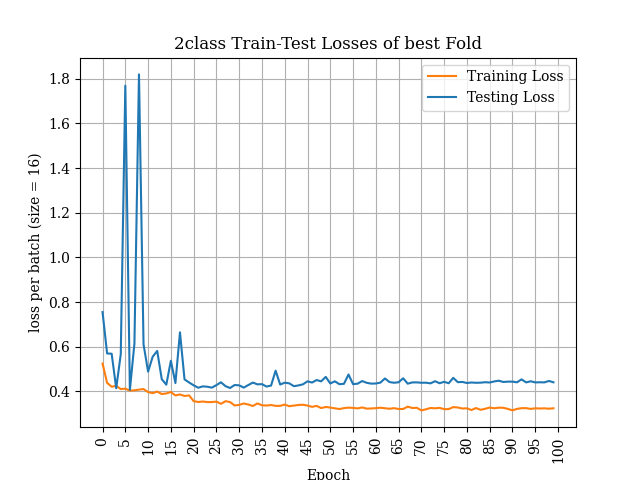 2class Train-Test Losses of best Fold
Training Loss
Testing Loss
loss per batch (size = 16)
1.8
1.6
1.4
1.2
1.0
0.8
0.6
0.4
0 5 10 15 20 25 30 35 40 45 50 55 60 65 70 75 80 85 90 95 100
Epoch